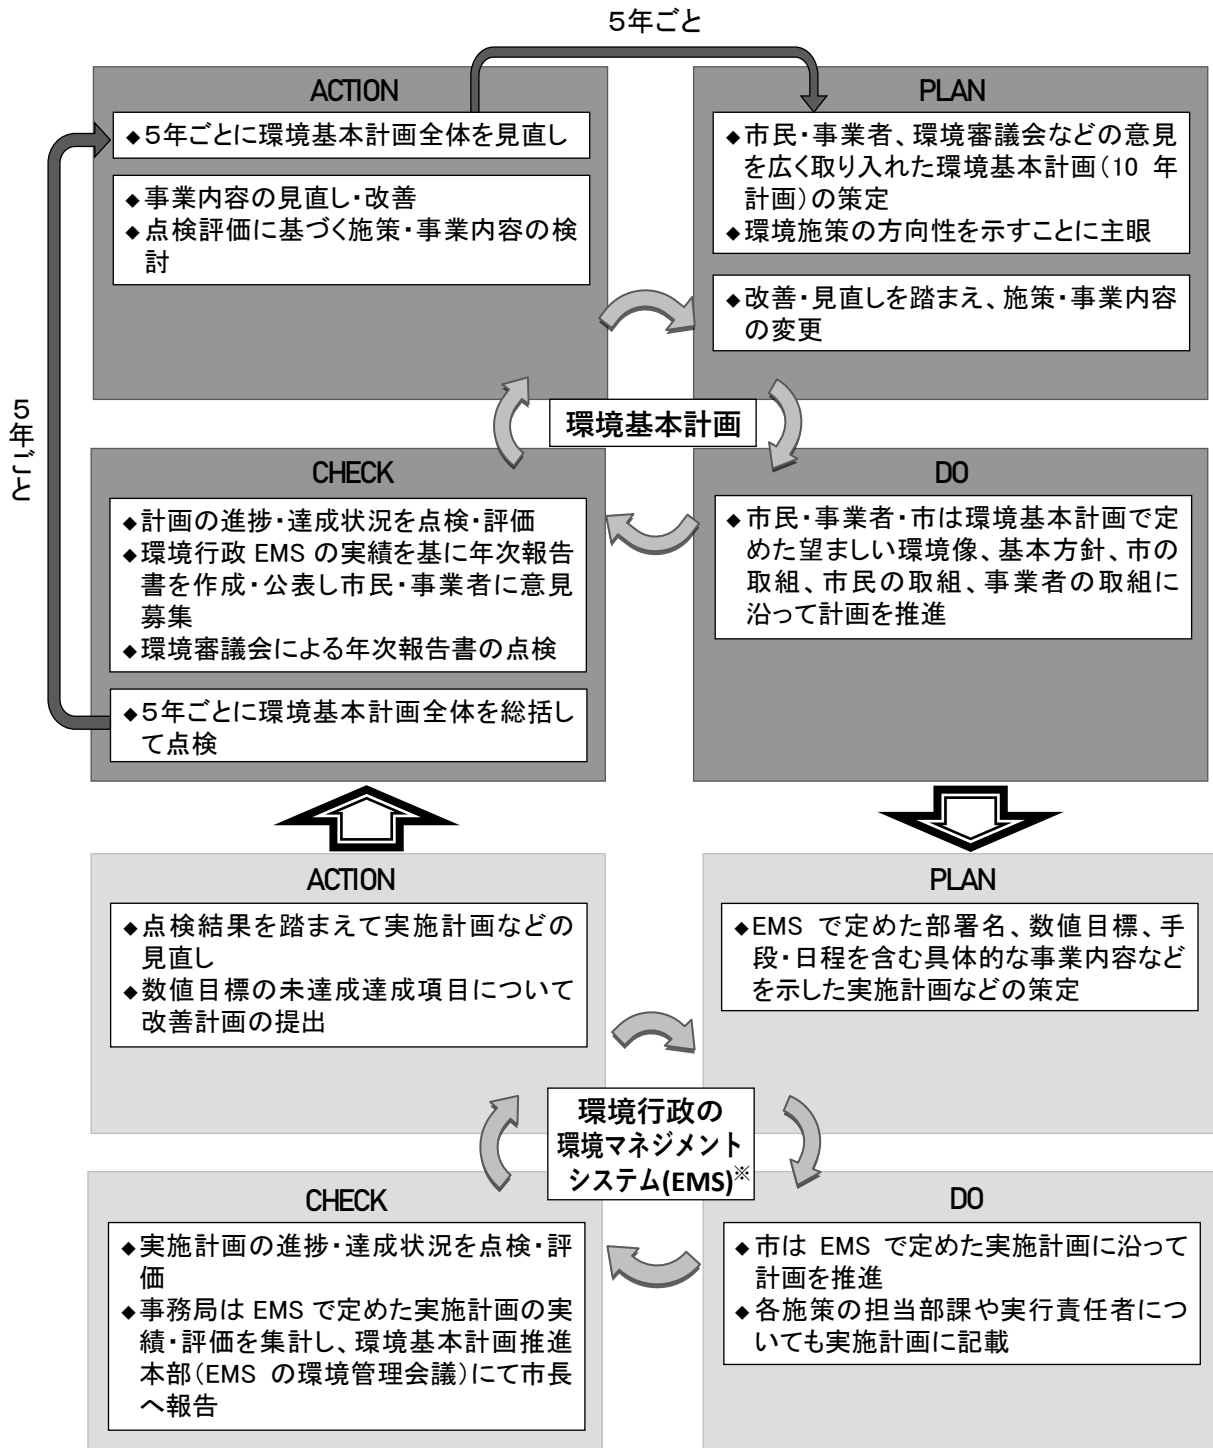 5年ごと
ACTION
◆5年ごとに環境基本計画全体を見直し
◆事業内容の見直し・改善
◆点検評価に基づく施策・事業内容の検
討
PLAN
◆市民・事業者、環境審議会などの意見
を広く取り入れた環境基本計画(10 年
計画)の策定
◆環境施策の方向性を示すことに主眼
◆改善・見直しを踏まえ、施策・事業内容
の変更
5年ごと
環境基本計画
CHECK
◆計画の進捗・達成状況を点検・評価
◆環境行政 EMS の実績を基に年次報告
書を作成・公表し市民・事業者に意見
募集
◆環境審議会による年次報告書の点検
◆5年ごとに環境基本計画全体を総括し
て点検
DO
◆市民・事業者・市は環境基本計画で定
めた望ましい環境像、基本方針、市の
取組、市民の取組、事業者の取組に
沿って計画を推進
ACTION
◆点検結果を踏まえて実施計画などの
見直し
◆数値目標の未達成達成項目について
改善計画の提出
PLAN
◆EMS で定めた部署名、数値目標、手
段・日程を含む具体的な事業内容など
を示した実施計画などの策定
環境行政の
環境マネジメント
システム(EMS)※
CHECK
◆実施計画の進捗・達成状況を点検・評
価
◆事務局は EMS で定めた実施計画の実
績・評価を集計し、環境基本計画推進
本部(EMS の環境管理会議)にて市長
へ報告
DO
◆市は EMS で定めた実施計画に沿って
計画を推進
◆各施策の担当部課や実行責任者につ
いても実施計画に記載